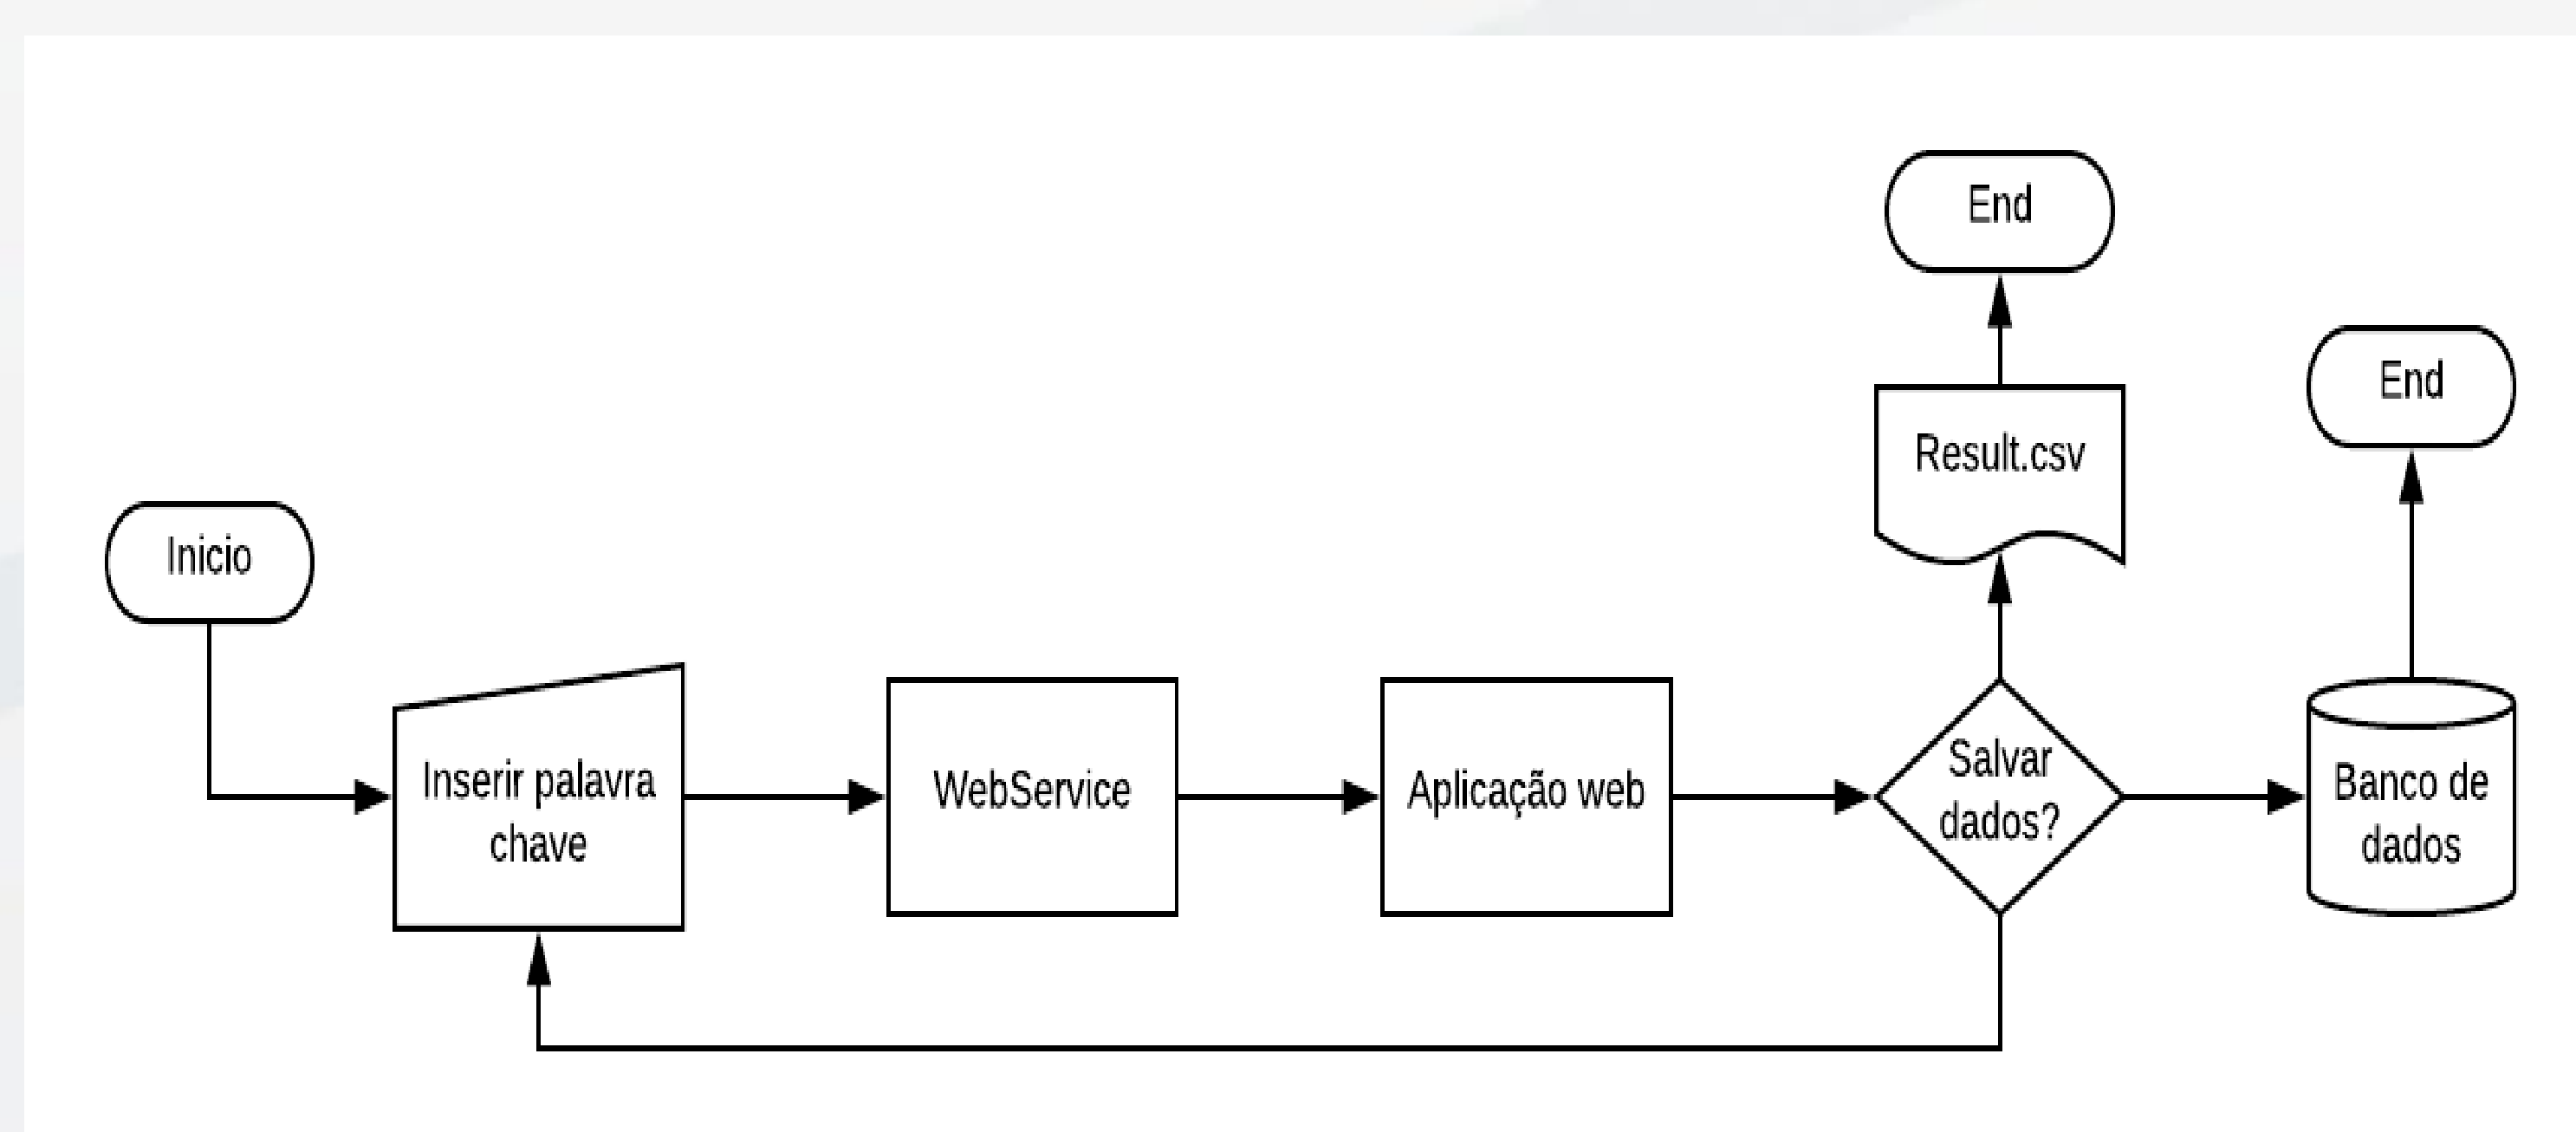 End
End
Result.csv
Inicio
Inserir palavra
chave
WebService
Aplicação web
Salvar
dados?
Banco de
dados